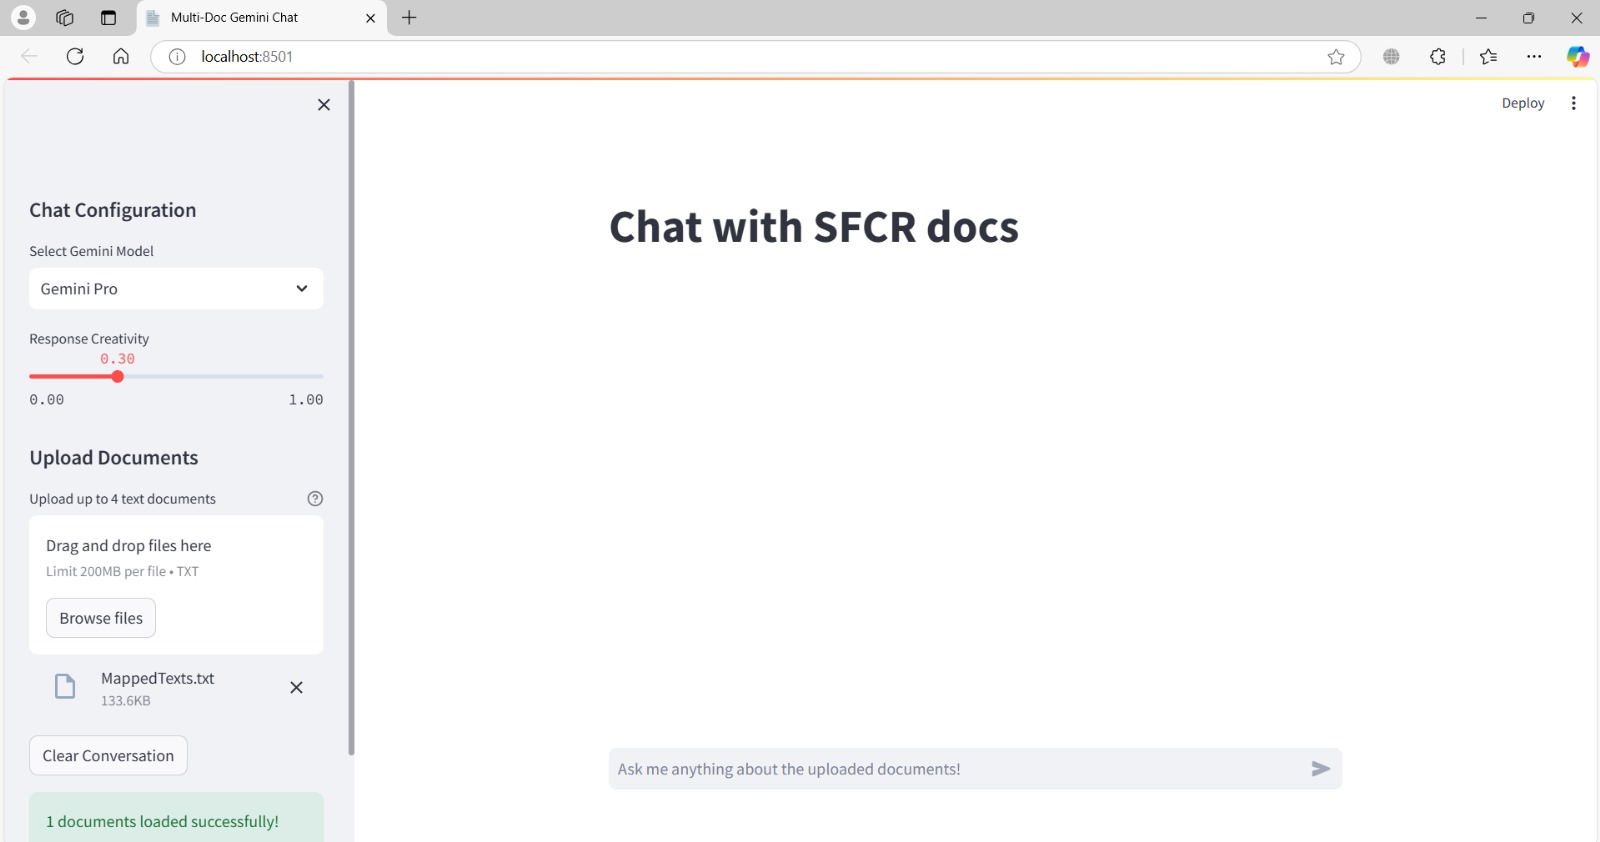 Multi-Doc Gemini Chat
localhost:8501
Deploy
Chat Configuration
Select Gemini Model
Gemini Pro
Response Creativity
0.30
0.00 1.00
Upload Documents
Upload up to 4 text documents
Drag and drop files here
Limit 200MB per file • TXT
Browse files
MappedTexts.txt
133.6KB
Clear Conversation
1 documents loaded successfully!
Chat with SFCR docs
Ask me anything about the uploaded documents!